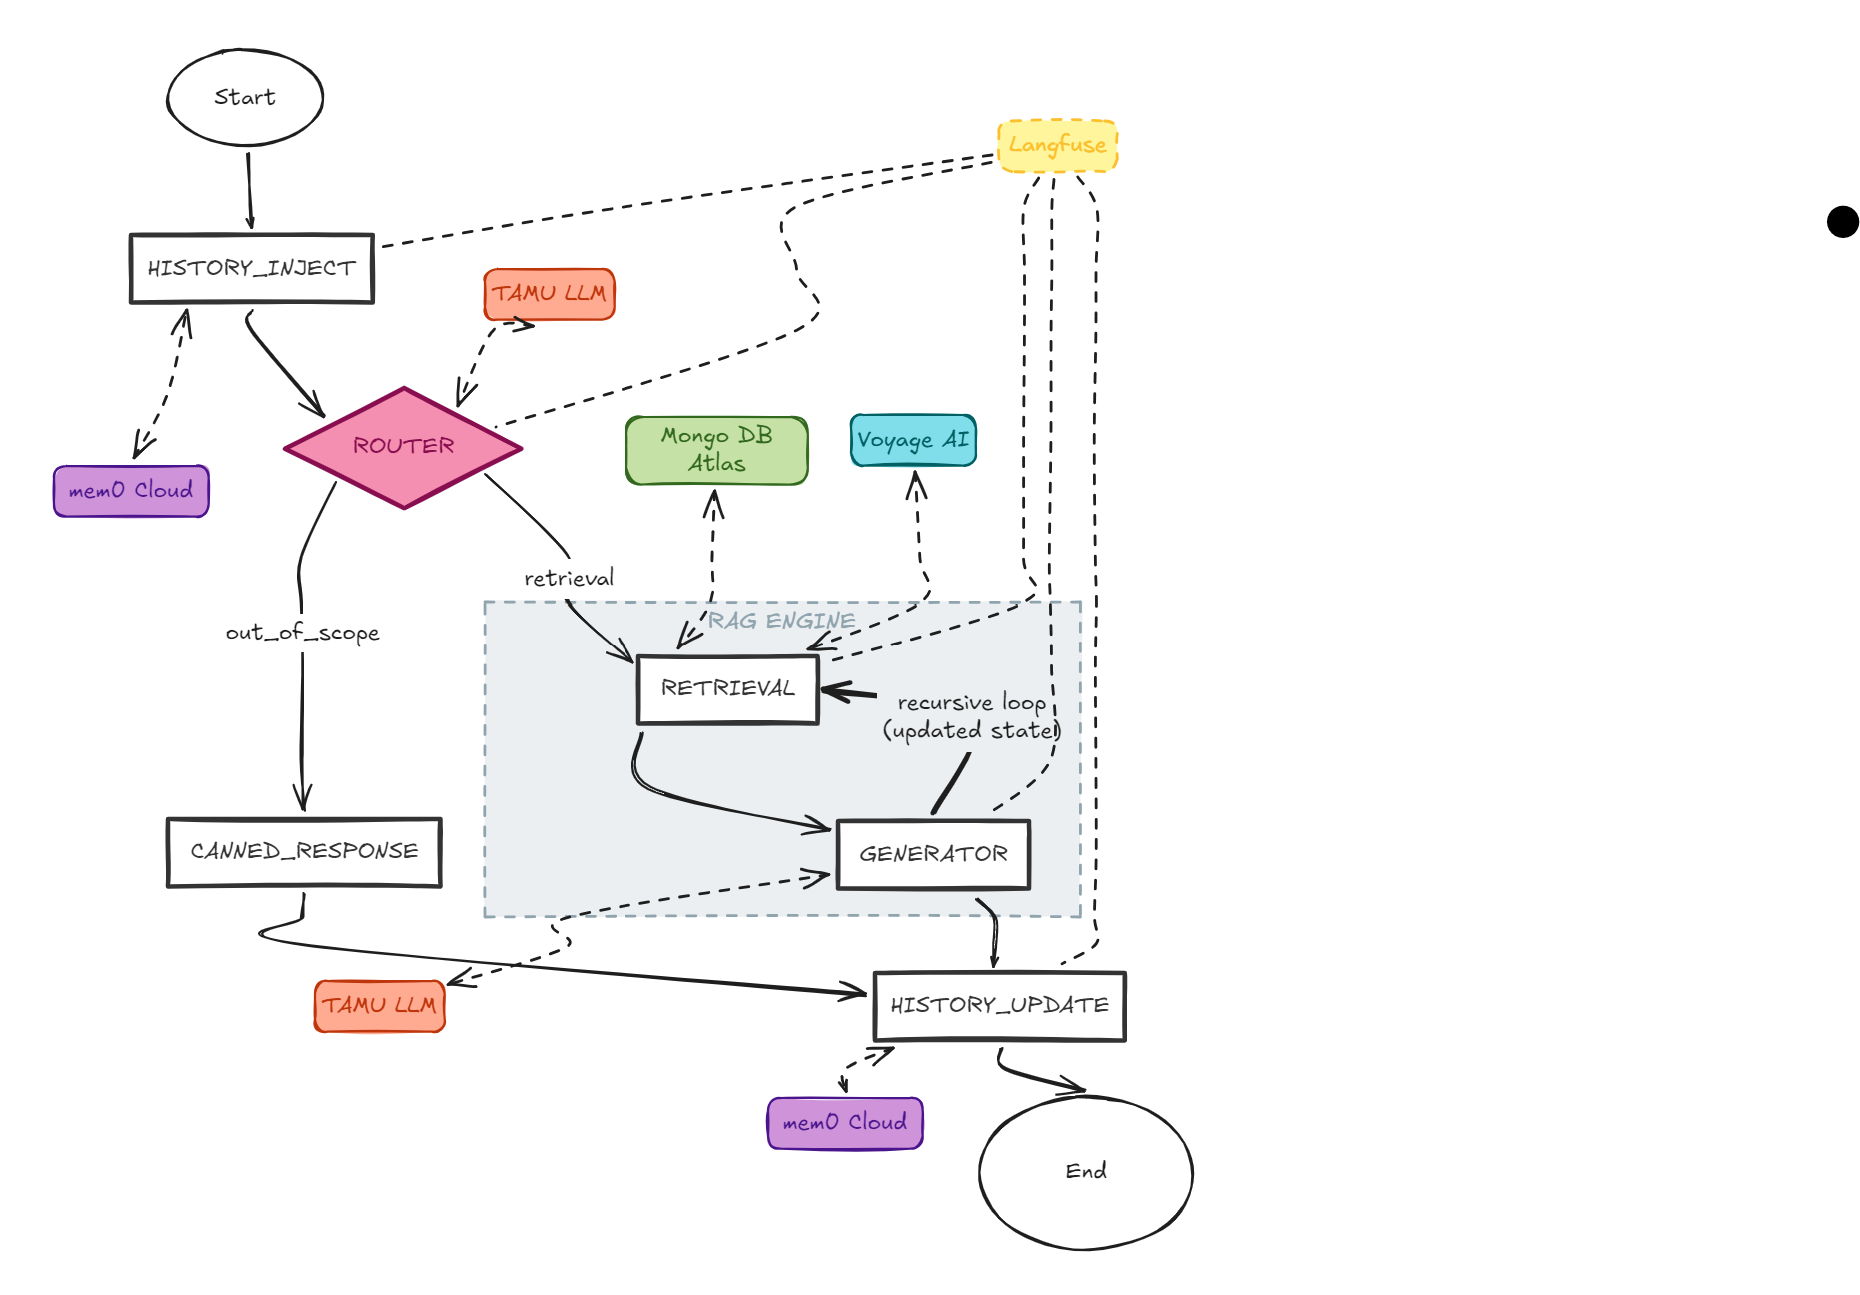 Start
Langfuse
HISTORY_INJECT
TAMU LLM
ROUTER
Mongo DB
Atlas
Voyage AI
mem0 Cloud
retrieval
out_of_scope
RAG ENGINE
RETRIEVAL
recursive loop
(updated state)
CANNED_RESPONSE
GENERATOR
TAMU LLM
HISTORY_UPDATE
mem0 Cloud
End